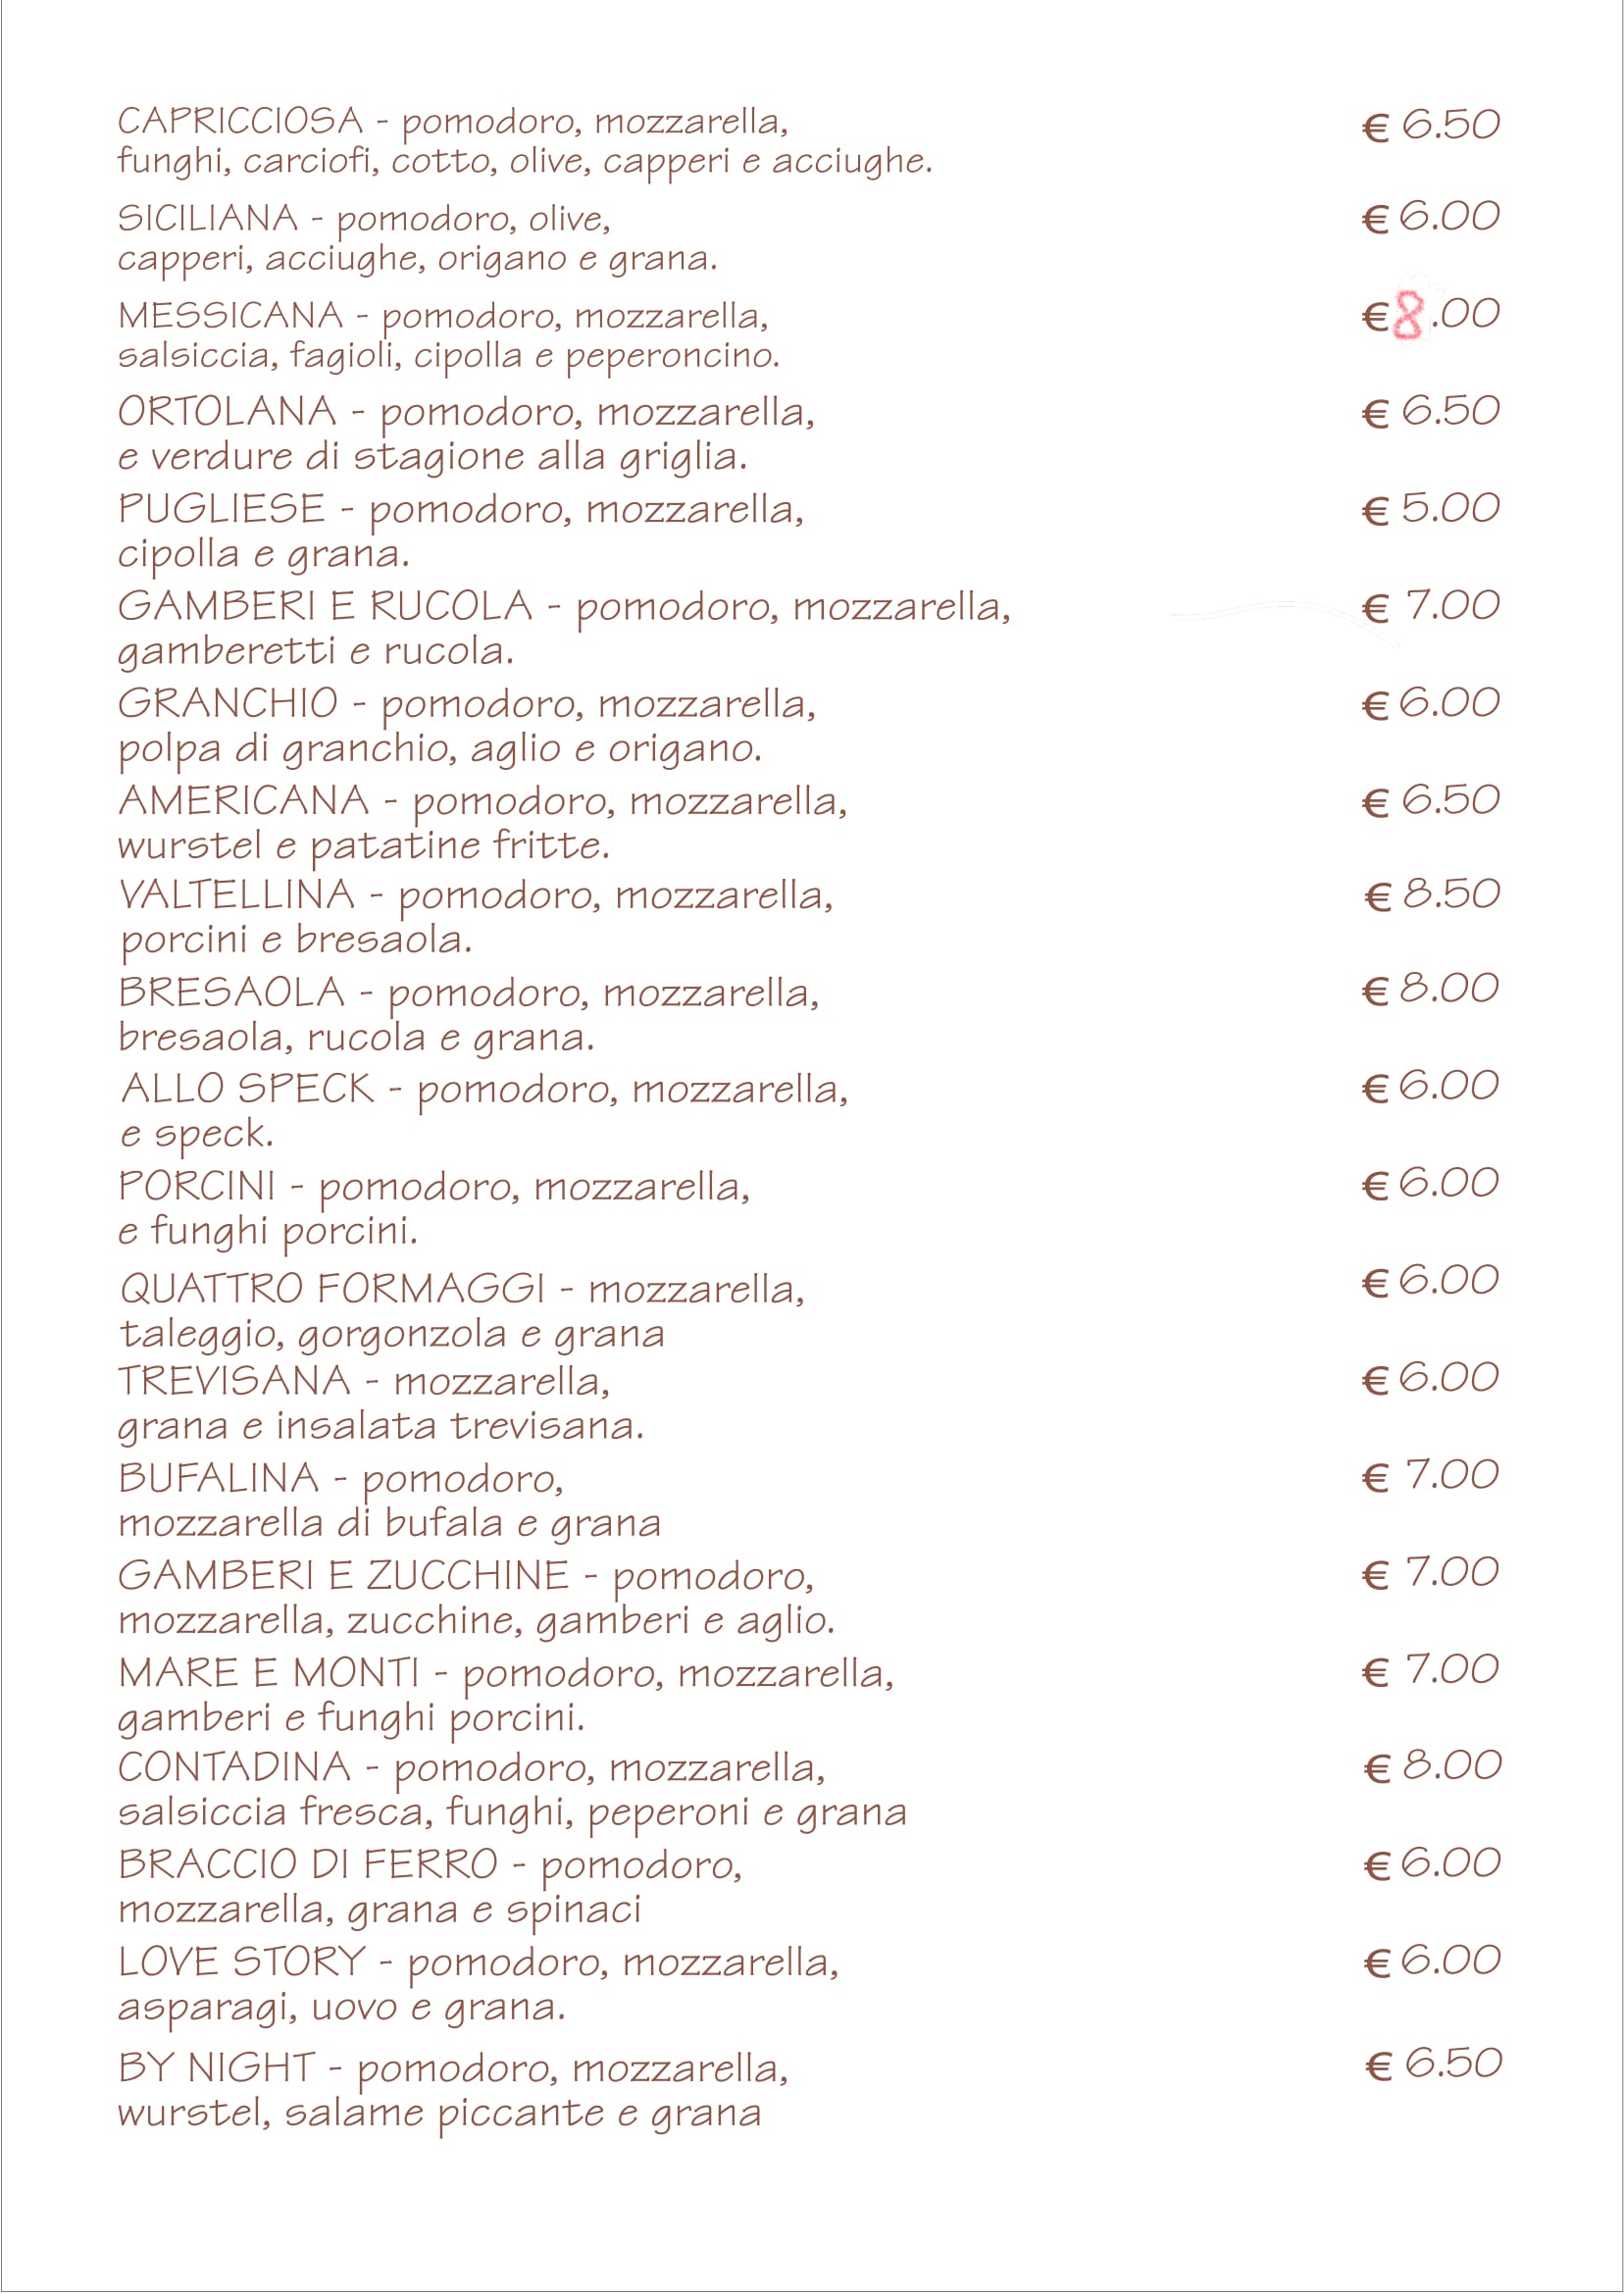 CAPRICCIOSA - pomodoro, mozzarella, € 6.50
funghi, carciofi, cotto, olive, capperi e acciughe.
SICILIANA - pomodoro, olive, € 6.00
capperi, acciughe, origano e grana.
MESSICANA - pomodoro, mozzarella, € 8.00
salsiccia, fagioli, cipolla e peperoncino.
ORTOLANA - pomodoro, mozzarella, € 6.50
e verdure di stagione alla griglia.
PUGLIESE - pomodoro, mozzarella, € 5.00
cipolla e grana.
GAMBERI E RUCOLA - pomodoro, mozzarella, € 7.00
gamberetti e rucola.
GRANCHIO - pomodoro, mozzarella, € 6.00
polpa di granchio, aglio e origano.
AMERICANA - pomodoro, mozzarella, € 6.50
wurstel e patatine fritte.
VALTELLINA - pomodoro, mozzarella, € 8.50
porcini e bresaola.
BRESAOLA - pomodoro, mozzarella, € 8.00
bresaola, rucola e grana.
ALLO SPECK - pomodoro, mozzarella, € 6.00
e speck.
PORCINI - pomodoro, mozzarella, € 6.00
e funghi porcini.
QUATTRO FORMAGGI - mozzarella, € 6.00
taleggio, gorgonzola e grana
TREVISANA - mozzarella, € 6.00
grana e insalata trevisana.
BUFALINA - pomodoro, € 7.00
mozzarella di bufala e grana
GAMBERI E ZUCCHINE - pomodoro, € 7.00
mozzarella, zucchine, gamberi e aglio.
MARE E MONTI - pomodoro, mozzarella, € 7.00
gamberi e funghi porcini.
CONTADINA - pomodoro, mozzarella, € 8.00
salsiccia fresca, funghi, peperoni e grana
BRACCIO DI FERRO - pomodoro, € 6.00
mozzarella, grana e spinaci
LOVE STORY - pomodoro, mozzarella, € 6.00
asparagi, uovo e grana.
BY NIGHT - pomodoro, mozzarella, € 6.50
wurstel, salame piccante e grana